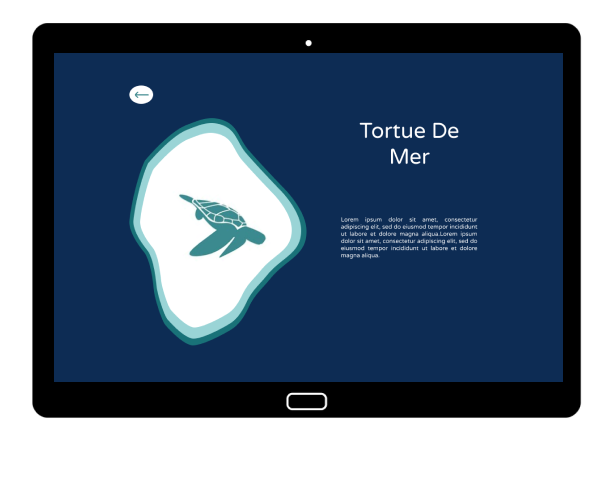 Tortue De
Mer
Lorem ipsum dolor sit amet, consectetur
adipiscing elit, sed do eiusmod tempor incididunt
ut labore et dolore magna aliqua.Lorem ipsum
dolor sit amet, consectetur adipiscing elit, sed do
eiusmod tempor incididunt ut labore et dolore
magna aliqua.